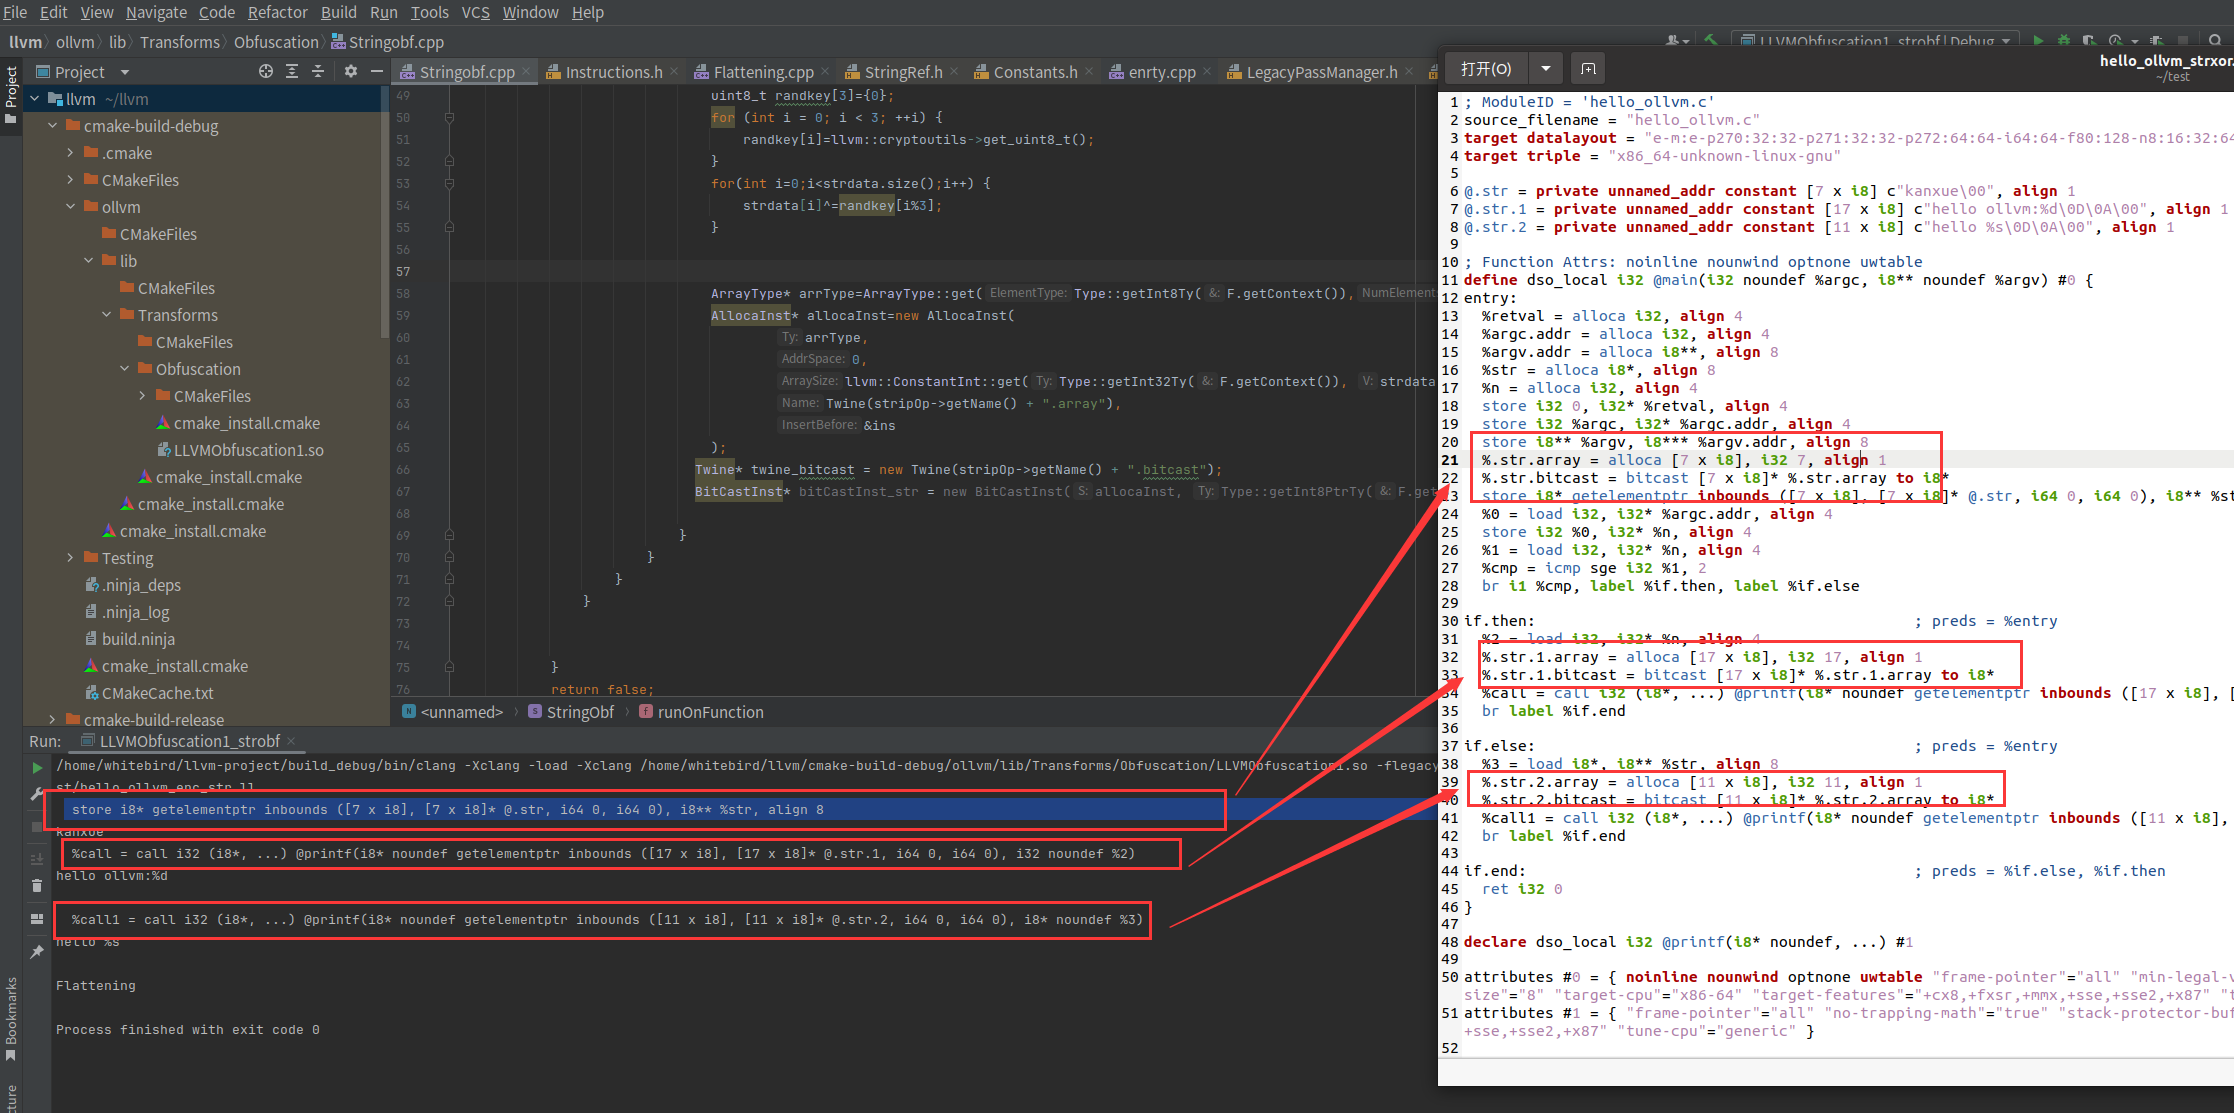 File Edit View Navigate Code Refactor Build Run Tools VCS Window Help
llvm ollvm lib Transforms Obfuscation Stringobf.cpp
LLVMObfuscation1_strobf | Debug
Project
Project
llvm ~/llvm
cmake-build-debug
.cmake
CMakeFiles
ollvm
CMakeFiles
lib
CMakeFiles
Transforms
CMakeFiles
Obfuscation
CMakeFiles
cmake_install.cmake
LLVMObfuscation1.so
cmake_install.cmake
cmake_install.cmake
cmake_install.cmake
Testing
.ninja_deps
.ninja_log
build.ninja
cmake_install.cmake
CMakeCache.txt
cmake-build-release
Stringobf.cpp Instructions.h Flattening.cpp StringRef.h Constants.h enrty.cpp LegacyPassManager.h
49 uint8_t randkey[3]={0};
50 for (int i = 0; i < 3; ++i) {
51 randkey[i]=llvm::cryptoutils->get_uint8_t();
52 }
53 for(int i=0;i<strdata.size();i++) {
54 strdata[i]^=randkey[i%3];
55 }
56
57
58 ArrayType* arrType=ArrayType::get( ElementType: Type::getInt8Ty( &: F.getContext()), NumElement
59 AllocaInst* allocaInst=new AllocaInst(
60 Ty: arrType,
61 AddrSpace: 0,
62 ArraySize: llvm::ConstantInt::get( Ty: Type::getInt32Ty( &: F.getContext()), V: strdata
63 Name: Twine(stripOp->getName() + ".array"),
64 InsertBefore: &ins
65 );
66 Twine* twine_bitcast = new Twine(stripOp->getName() + ".bitcast");
67 BitCastInst* bitCastInst_str = new BitCastInst( S: allocaInst, Ty: Type::getInt8PtrTy( &: F.get
68
69 }
70 }
71 }
72 }
73
74
75 }
76 return false;
<unnamed> StringObf runOnFunction
Run: LLVMObfuscation1_strobf
/home/whitebird/llvm-project/build_debug/bin/clang -Xclang -load -Xclang /home/whitebird/llvm/cmake-build-debug/ollvm/lib/Transforms/Obfuscation/LLVMObfuscation1.so -flegacy
st/hello_ollvm_enc_str.ll
store i8* getelementptr inbounds ([7 x i8], [7 x i8]* @.str, i64 0, i64 0), i8** %str, align 8
kanxue
%call = call i32 (i8*, ...) @printf(i8* noundef getelementptr inbounds ([17 x i8], [17 x i8]* @.str.1, i64 0, i64 0), i32 noundef %2)
hello ollvm:%d
%call1 = call i32 (i8*, ...) @printf(i8* noundef getelementptr inbounds ([11 x i8], [11 x i8]* @.str.2, i64 0, i64 0), i8* noundef %3)
hello %s
Flattening
Process finished with exit code 0
Bookmarks
打开(O)
hello_ollvm_strxor.
~/test
1 ; ModuleID = 'hello_ollvm.c'
2 source_filename = "hello_ollvm.c"
3 target datalayout = "e-m:e-p270:32:32-p271:32:32-p272:64:64-i64:64-f80:128-n8:16:32:64
4 target triple = "x86_64-unknown-linux-gnu"
5
6 @.str = private unnamed_addr constant [7 x i8] c"kanxue\00", align 1
7 @.str.1 = private unnamed_addr constant [17 x i8] c"hello ollvm:%d\0D\0A\00", align 1
8 @.str.2 = private unnamed_addr constant [11 x i8] c"hello %s\0D\0A\00", align 1
9
10 ; Function Attrs: noinline nounwind optnone uwtable
11 define dso_local i32 @main(i32 noundef %argc, i8** noundef %argv) #0 {
12 entry:
13 %retval = alloca i32, align 4
14 %argc.addr = alloca i32, align 4
15 %argv.addr = alloca i8**, align 8
16 %str = alloca i8*, align 8
17 %n = alloca i32, align 4
18 store i32 0, i32* %retval, align 4
19 store i32 %argc, i32* %argc.addr, align 4
20 store i8** %argv, i8*** %argv.addr, align 8
21 %.str.array = alloca [7 x i8], i32 7, align 1
22 %.str.bitcast = bitcast [7 x i8]* %.str.array to i8*
23 store i8* getelementptr inbounds ([7 x i8], [7 x i8]* @.str, i64 0, i64 0), i8** %st
24 %0 = load i32, i32* %argc.addr, align 4
25 store i32 %0, i32* %n, align 4
26 %1 = load i32, i32* %n, align 4
27 %cmp = icmp sge i32 %1, 2
28 br i1 %cmp, label %if.then, label %if.else
29
30 if.then: ; preds = %entry
31 %2 = load i32, i32* %n, align 4
32 %.str.1.array = alloca [17 x i8], i32 17, align 1
33 %.str.1.bitcast = bitcast [17 x i8]* %.str.1.array to i8*
34 %call = call i32 (i8*, ...) @printf(i8* noundef getelementptr inbounds ([17 x i8], [
35 br label %if.end
36
37 if.else: ; preds = %entry
38 %3 = load i8*, i8** %str, align 8
39 %.str.2.array = alloca [11 x i8], i32 11, align 1
40 %.str.2.bitcast = bitcast [11 x i8]* %.str.2.array to i8*
41 %call1 = call i32 (i8*, ...) @printf(i8* noundef getelementptr inbounds ([11 x i8],
42 br label %if.end
43
44 if.end: ; preds = %if.else, %if.then
45 ret i32 0
46 }
47
48 declare dso_local i32 @printf(i8* noundef, ...) #1
49
50 attributes #0 = { noinline nounwind optnone uwtable "frame-pointer"="all" "min-legal-v
size"="8" "target-cpu"="x86-64" "target-features"="+cx8,+fxsr,+mmx,+sse,+sse2,+x87" "t
51 attributes #1 = { "frame-pointer"="all" "no-trapping-math"="true" "stack-protector-buf
+sse,+sse2,+x87" "tune-cpu"="generic" }
52